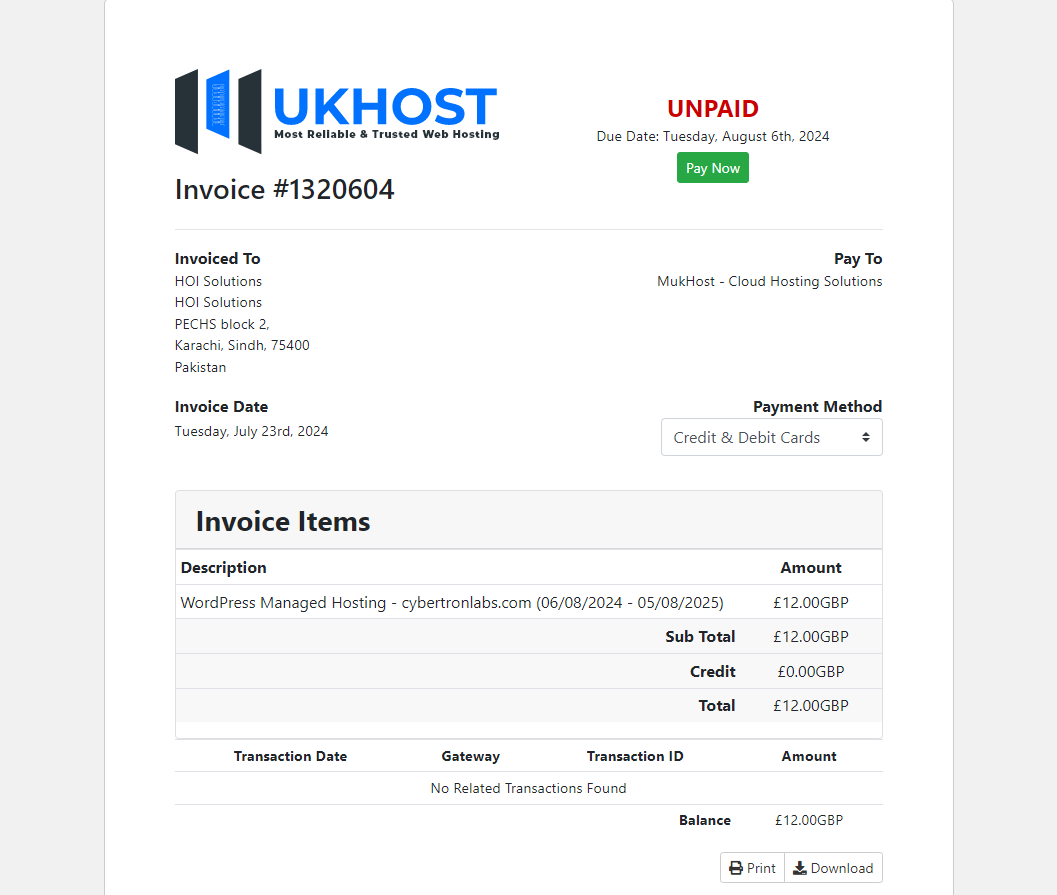 UKHOST
Most Reliable & Trusted Web Hosting
UNPAID
Due Date: Tuesday, August 6th, 2024
Pay Now
Invoice #1320604
Invoiced To
HOI Solutions
HOI Solutions
PECHS block 2,
Karachi, Sindh, 75400
Pakistan
Pay To
MukHost - Cloud Hosting Solutions
Invoice Date
Tuesday, July 23rd, 2024
Payment Method
Credit & Debit Cards
Invoice Items
Description Amount
WordPress Managed Hosting - cybertronlabs.com (06/08/2024 - 05/08/2025) £12.00GBP
Sub Total £12.00GBP
Credit £0.00GBP
Total £12.00GBP
Transaction Date Gateway Transaction ID Amount
No Related Transactions Found
Balance £12.00GBP
Print Download